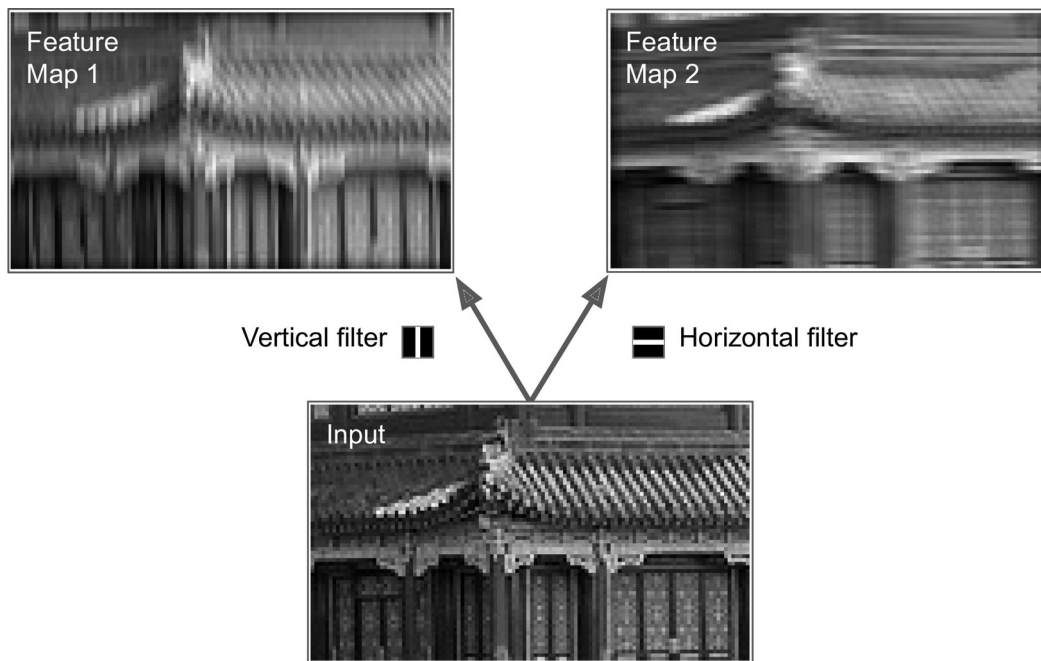 Feature
Map 1
Feature
Map 2
Vertical filter
Horizontal filter
Input